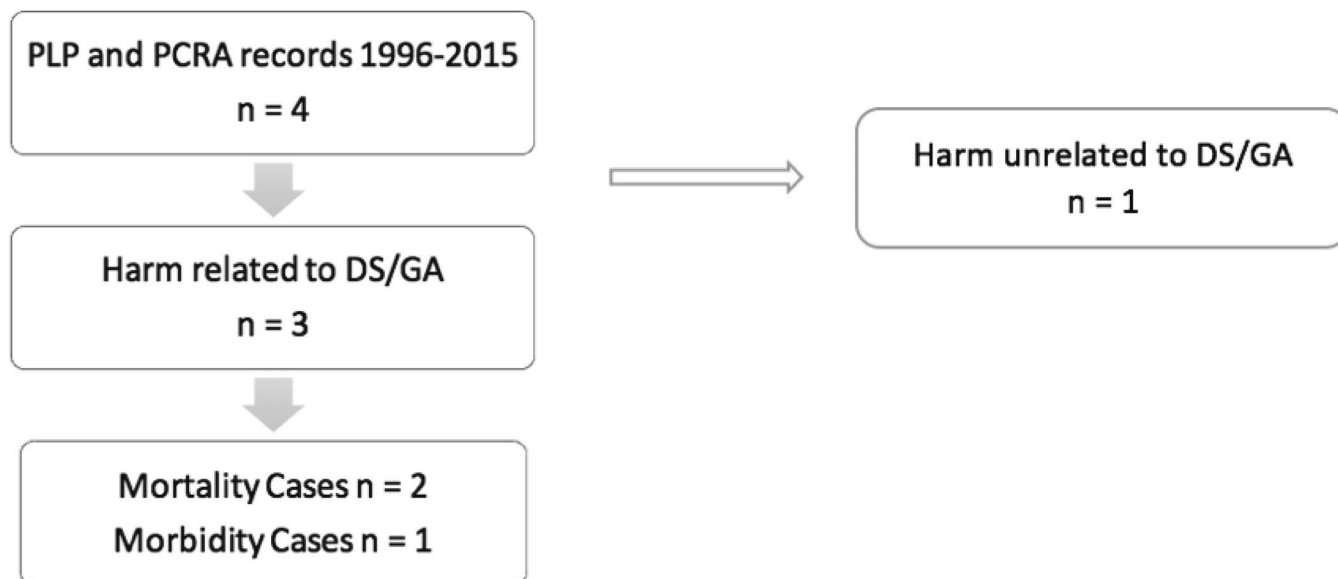 PLP and PCRA records 1996-2015
n = 4
Harm unrelated to DS/GA
n = 1
Harm related to DS/GA
n = 3
Mortality Cases n = 2
Morbidity Cases n = 1